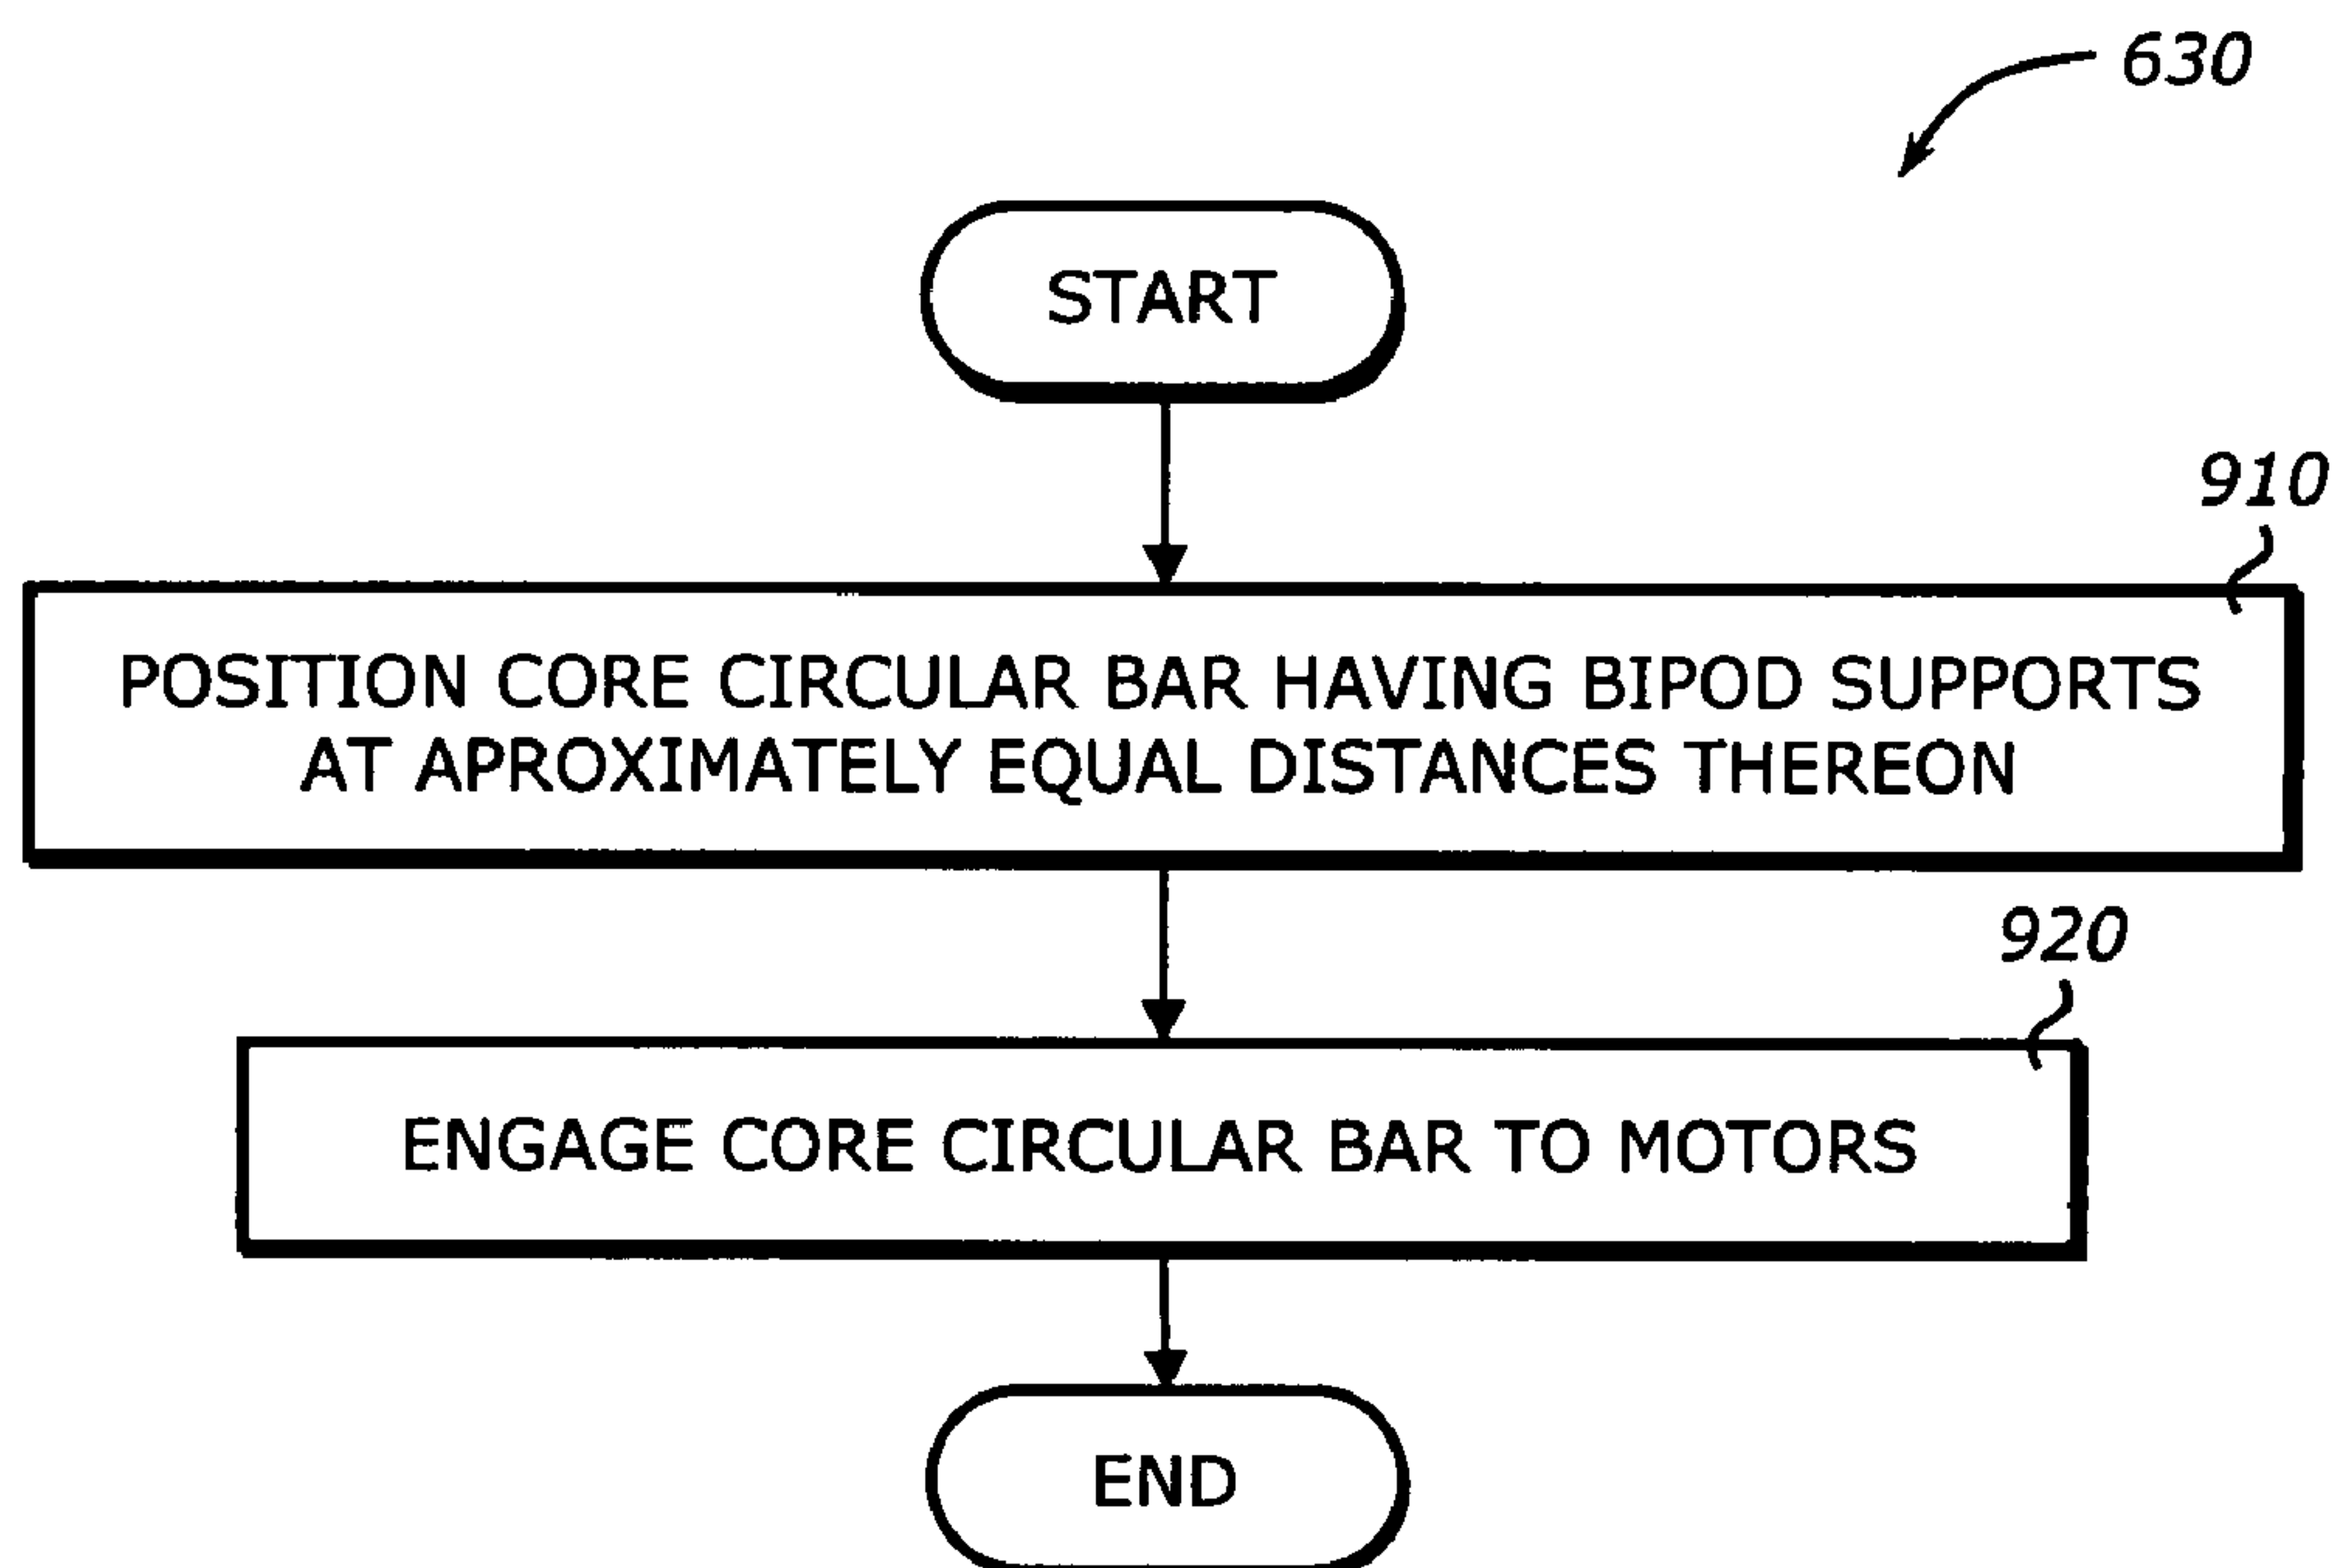 630
START
910
POSITION CORE CIRCULAR BAR HAVING BIPOD SUPPORTS
AT APROXIMATELY EQUAL DISTANCES THEREON
920
ENGAGE CORE CIRCULAR BAR TO MOTORS
END